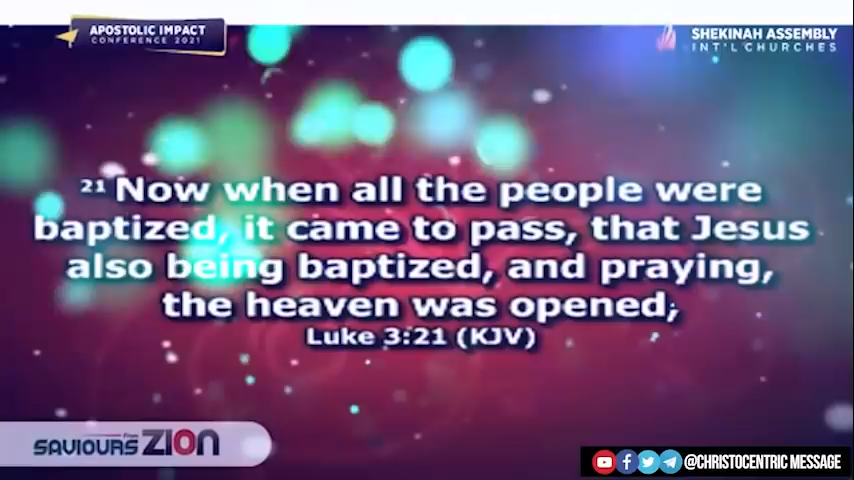 APOSTOLIC IMPACT
CONFERENCE 2021
SHEKINAH ASSEMBLY
INT'L CHURCHES
21 Now when all the people were
baptized, it came to pass, that Jesus
also being baptized, and praying,
the heaven was opened,
Luke 3:21 (KJV)
SAVIOURS From ZION
@CHRISTOCENTRIC MESSAGE